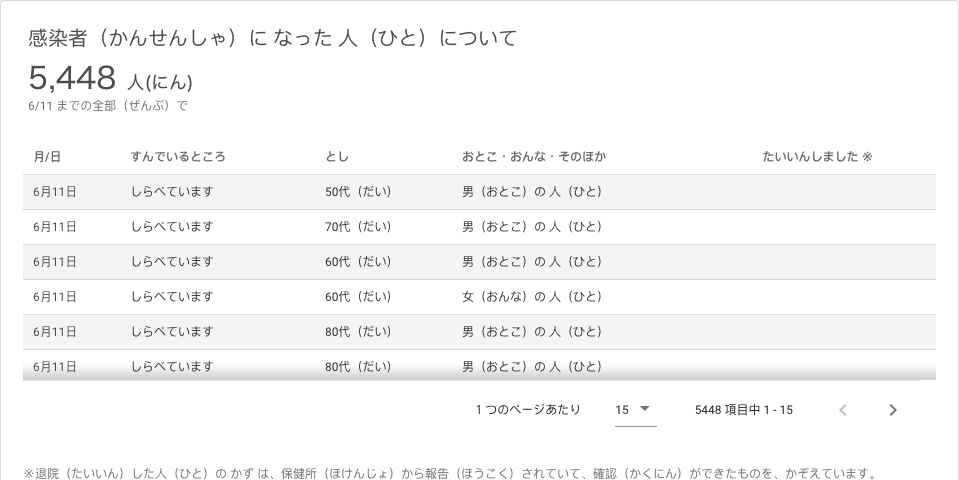 感染者（かんせんしゃ）に なった 人（ひと）について
5,448 人(にん)
6/11 までの全部（ぜんぶ）で
月/日 すんでいるところ とし おとこ・おんな・そのほか たいいんしました ※
6月11日 しらべています 50代（だい） 男（おとこ）の 人（ひと）
6月11日 しらべています 70代（だい） 男（おとこ）の 人（ひと）
6月11日 しらべています 60代（だい） 男（おとこ）の 人（ひと）
6月11日 しらべています 60代（だい） 女（おんな）の 人（ひと）
6月11日 しらべています 80代（だい） 男（おとこ）の 人（ひと）
6月11日 しらべています 80代（だい） 男（おとこ）の 人（ひと）
1 つのページあたり 15 5448 項目中 1 - 15
※退院（たいいん）した 人（ひと）の かず は、保健所（ほけんじょ）から 報告（ほうこく）されていて、確認（かくにん）ができたものを、かぞえています。